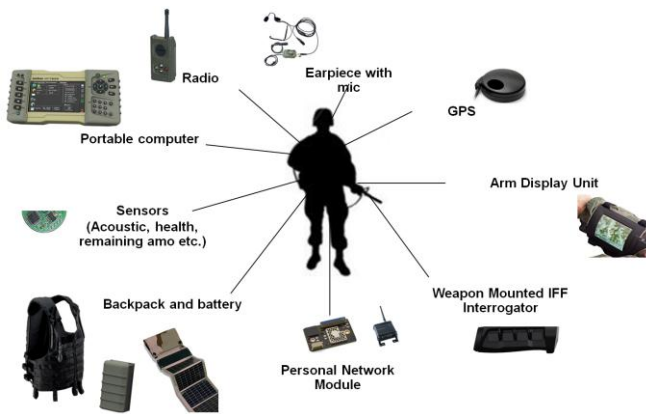 Radio
Earpiece with
mic
GPS
Portable computer
Arm Display Unit
Sensors
(Acoustic, health,
remaining amo etc.)
Backpack and battery
Weapon Mounted IFF
Interrogator
Personal Network
Module